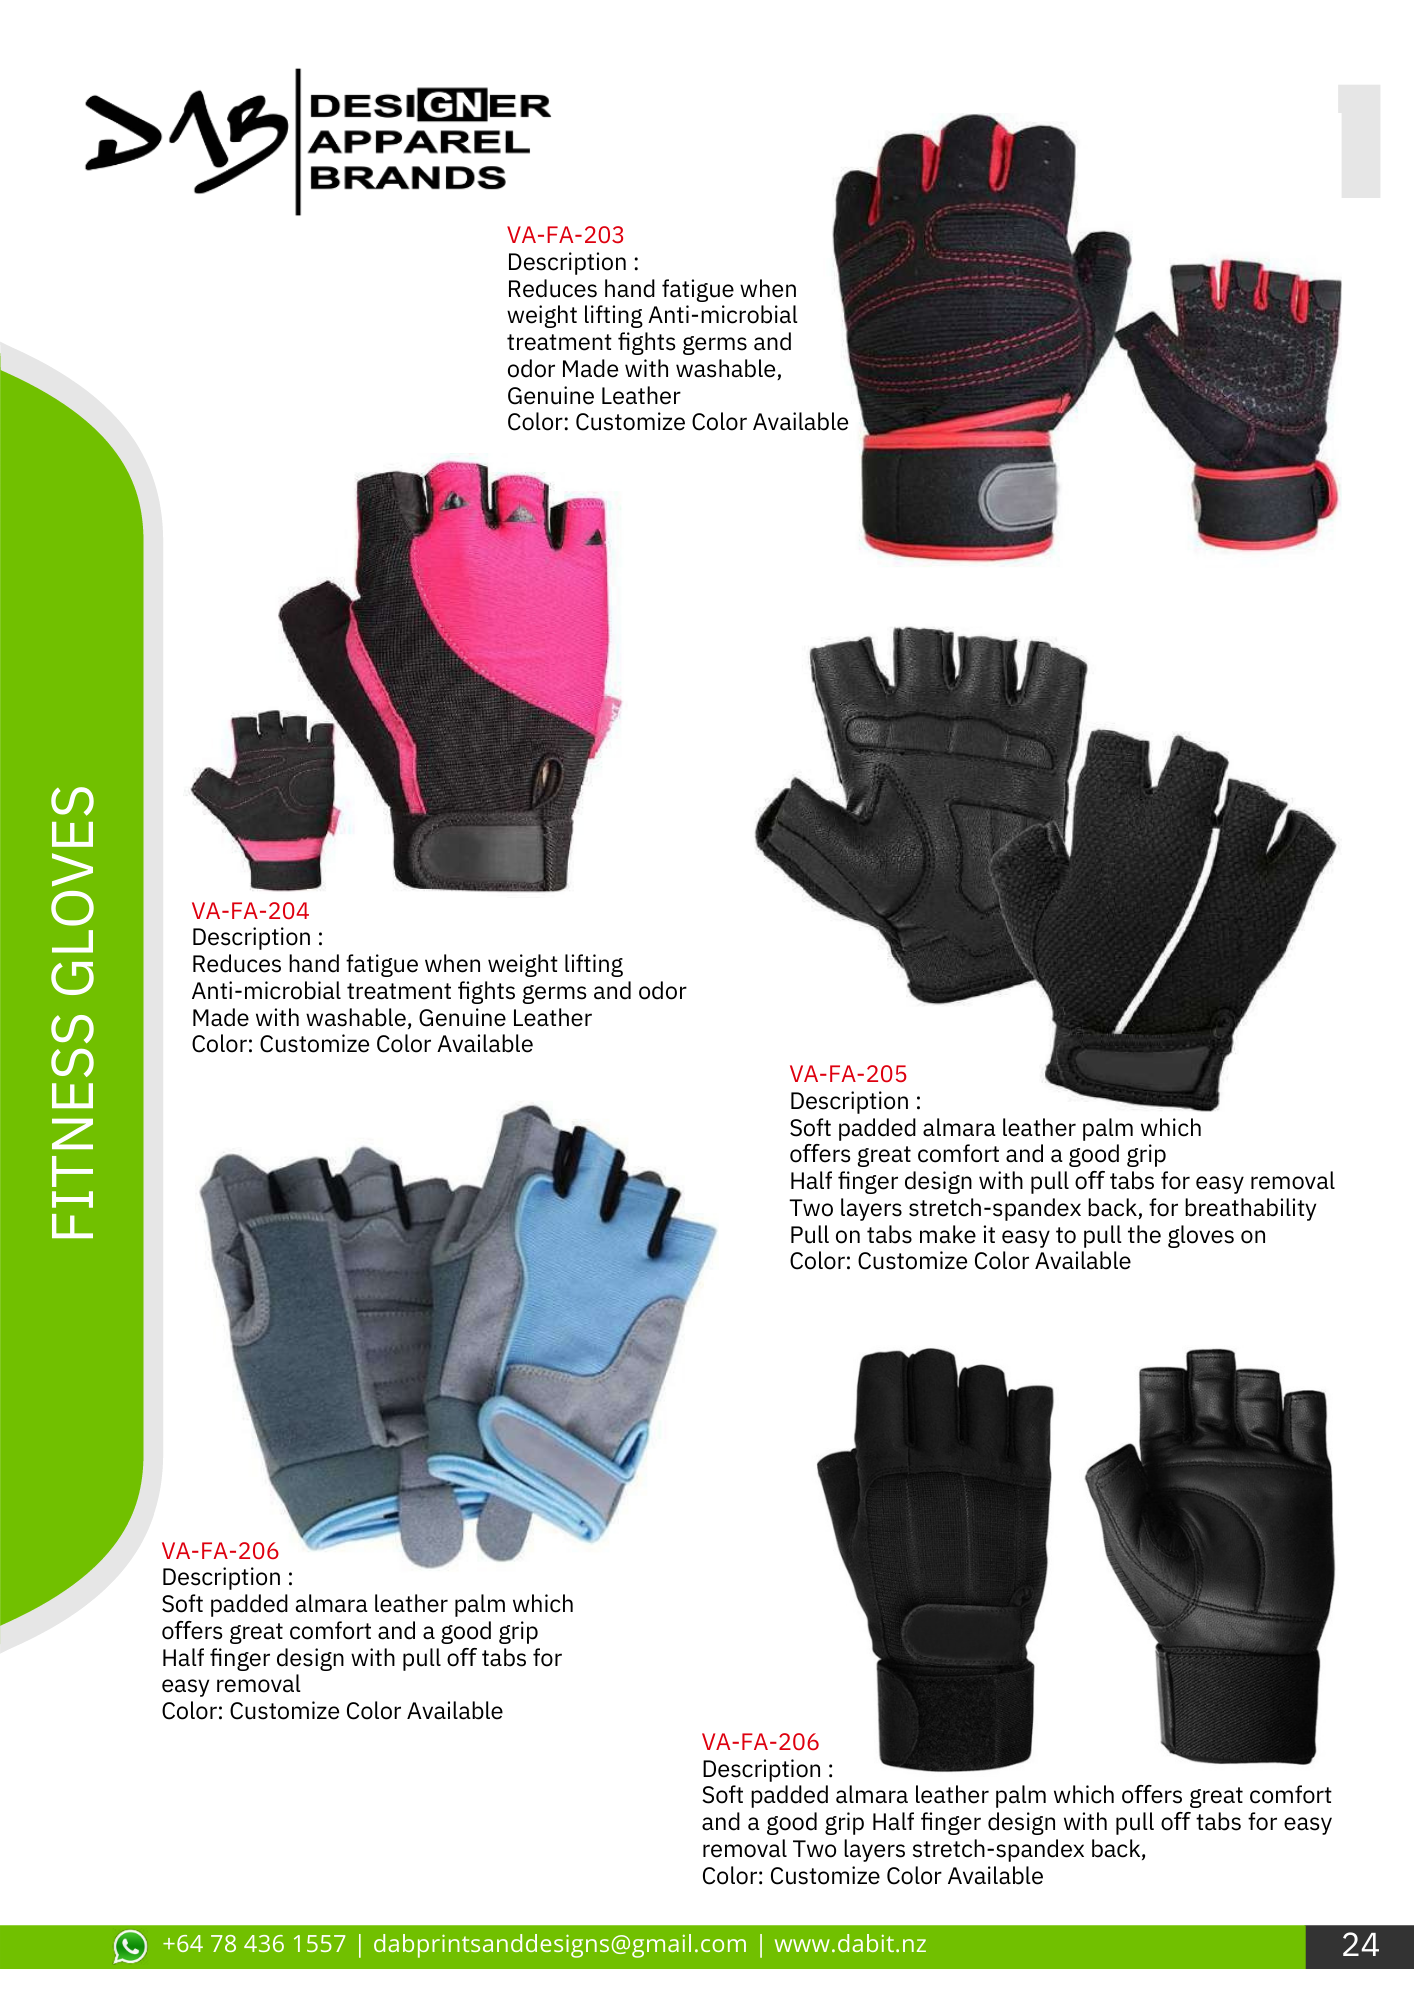 DAB
DESIGNER
APPAREL
BRANDS
VA-FA-203
Description :
Reduces hand fatigue when
weight lifting Anti-microbial
treatment fights germs and
odor Made with washable,
Genuine Leather
Color: Customize Color Available
VA-FA-204
Description :
Reduces hand fatigue when weight lifting
Anti-microbial treatment fights germs and odor
Made with washable, Genuine Leather
Color: Customize Color Available
VA-FA-205
Description :
Soft padded almara leather palm which
offers great comfort and a good grip
Half finger design with pull off tabs for easy removal
Two layers stretch-spandex back, for breathability
Pull on tabs make it easy to pull the gloves on
Color: Customize Color Available
FITNESS GLOVES
VA-FA-206
Description :
Soft padded almara leather palm which
offers great comfort and a good grip
Half finger design with pull off tabs for
easy removal
Color: Customize Color Available
VA-FA-206
Description :
Soft padded almara leather palm which offers great comfort
and a good grip Half finger design with pull off tabs for easy
removal Two layers stretch-spandex back,
Color: Customize Color Available
+64 78 436 1557 | dabprintsanddesigns@gmail.com | www.dabit.nz
24